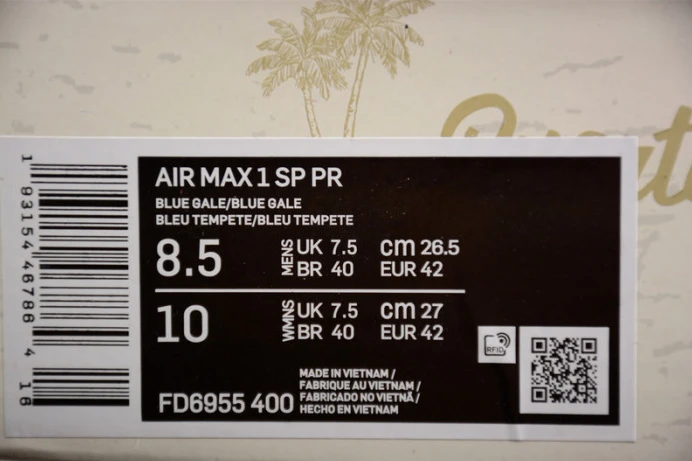 AIR MAX 1 SP PR
BLUE GALE/BLUE GALE
BLEU TEMPETE/BLEU TEMPETE
8.5 MENS UK 7.5 cm 26.5
BR 40 EUR 42
10 WMNS UK 7.5 cm 27
BR 40 EUR 42
RFID
FD6955 400
MADE IN VIETNAM /
FABRIQUE AU VIETNAM /
FABRICADO NO VIETNÃ /
HECHO EN VIETNAM
1 93154 46786 4 16